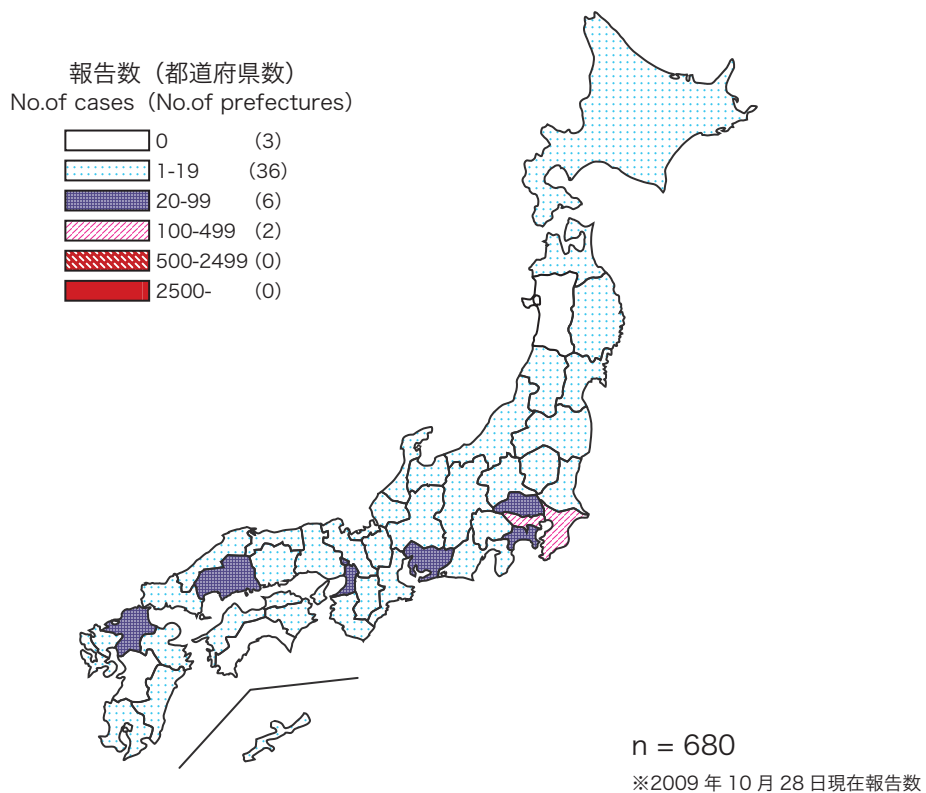 報告数（都道府県数）
No.of cases（No.of prefectures）
0 (3)
1-19 (36)
20-99 (6)
100-499 (2)
500-2499 (0)
2500- (0)
n = 680
※2009 年 10 月 28 日現在報告数